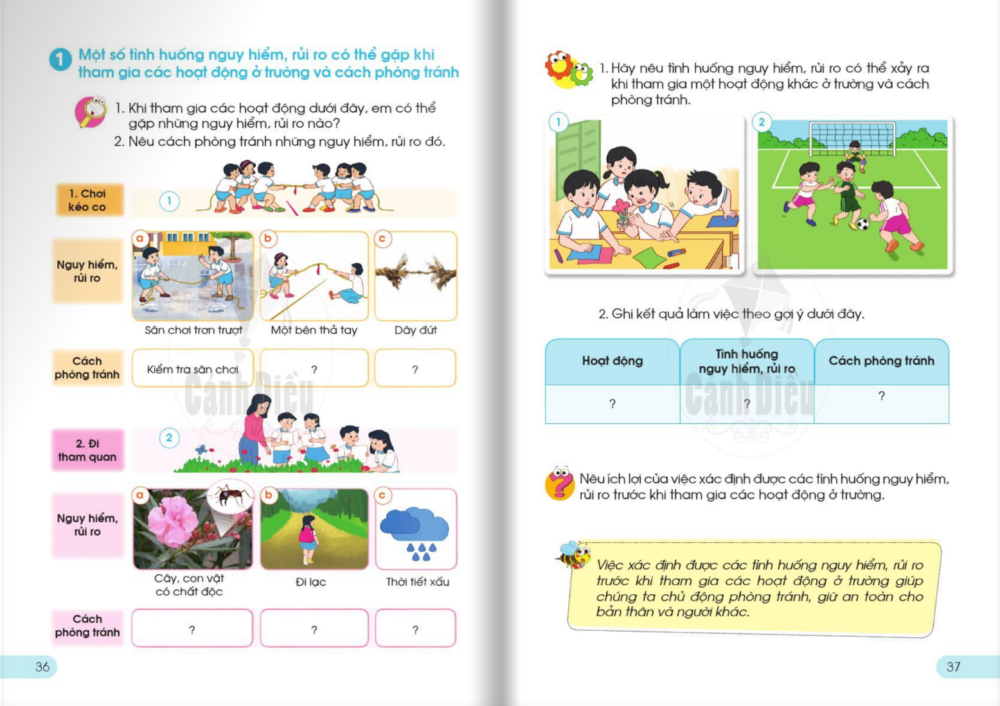 1 Một số tình huống nguy hiểm, rủi ro có thể gặp khi
tham gia các hoạt động ở trường và cách phòng tránh
1. Khi tham gia các hoạt động dưới đây, em có thể
gặp những nguy hiểm, rủi ro nào?
2. Nêu cách phòng tránh những nguy hiểm, rủi ro đó.
1. Chơi
kéo co
1
Nguy hiểm,
rủi ro
a
b
c
Sân chơi trơn trượt
Một bên thả tay
Dây đứt
Cách
phòng tránh
Kiểm tra sân chơi
?
?
Cánh Diều
2. Đi
tham quan
2
Nguy hiểm,
rủi ro
a
b
c
Cây, con vật
có chất độc
Đi lạc
Thời tiết xấu
Cách
phòng tránh
?
?
?
36
1. Hãy nêu tình huống nguy hiểm, rủi ro có thể xảy ra
khi tham gia một hoạt động khác ở trường và cách
phòng tránh.
1
2
2. Ghi kết quả làm việc theo gợi ý dưới đây.
Hoạt động
Tình huống
nguy hiểm, rủi ro
Cách phòng tránh
?
?
?
Cánh Diều
Nêu ích lợi của việc xác định được các tình huống nguy hiểm,
rủi ro trước khi tham gia các hoạt động ở trường.
Việc xác định được các tình huống nguy hiểm, rủi ro
trước khi tham gia các hoạt động ở trường giúp
chúng ta chủ động phòng tránh, giữ an toàn cho
bản thân và người khác.
37